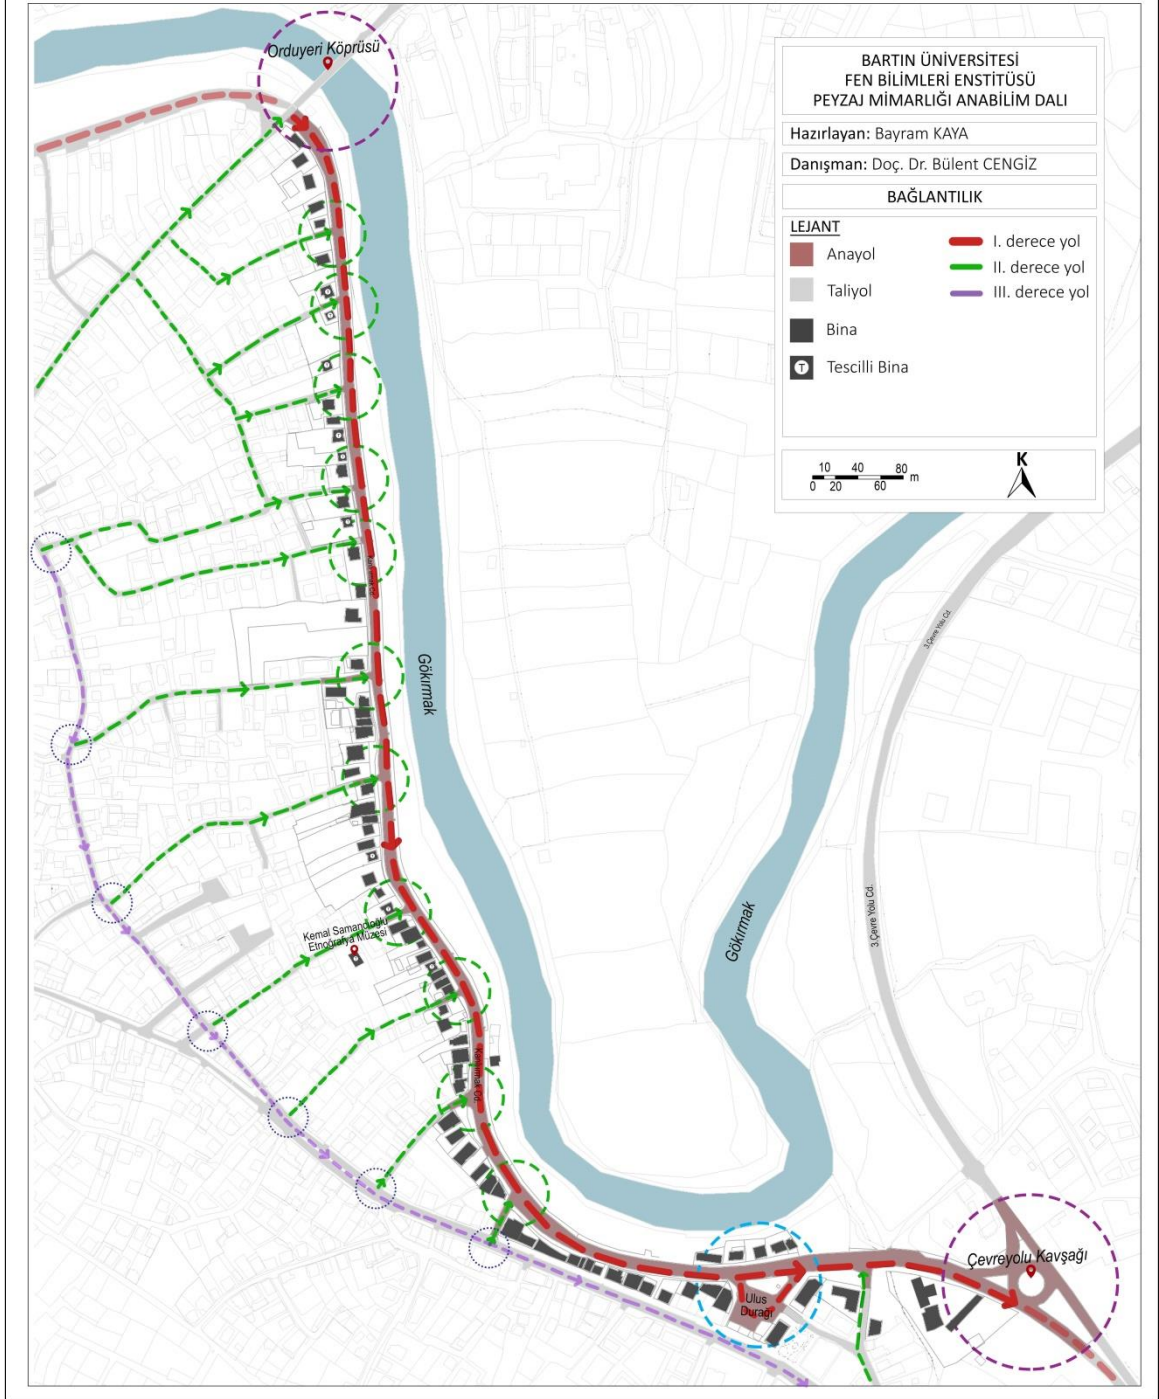 Orduyeri Köprüsü
BARTIN ÜNİVERSİTESİ
FEN BİLİMLERİ ENSTİTÜSÜ
PEYZAJ MİMARLIĞI ANABİLİM DALI
Hazırlayan: Bayram KAYA
Danışman: Doç. Dr. Bülent CENGİZ
BAĞLANTILIK
LEJANT
Anayol
Taliyol
Bina
T Tescilli Bina
I. derece yol
II. derece yol
III. derece yol
10 40 80 m
0 20 60
K
3.Çevre Yolu Cd.
Gökırmak
3.Çevre Yolu Cd.
Gökırmak
Kemal Samancıoğlu
Etnoğrafya Müzesi
Çevreyolu Kavşağı
Ulus
Durağı